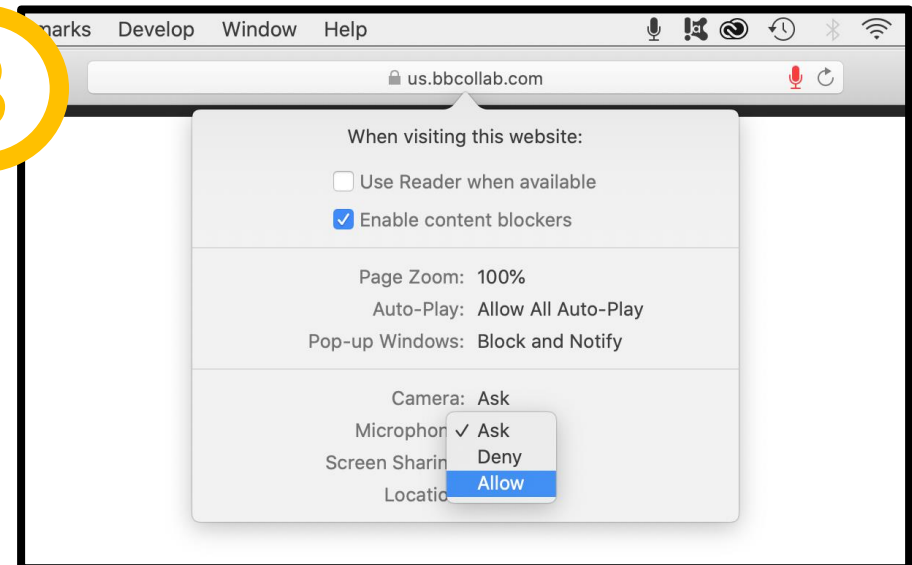 marks Develop Window Help
us.bbcollab.com
When visiting this website:
Use Reader when available
Enable content blockers
Page Zoom: 100%
Auto-Play: Allow All Auto-Play
Pop-up Windows: Block and Notify
Camera: Ask
Microphon ✓ Ask
Deny
Screen Sharin
Allow
Locatio